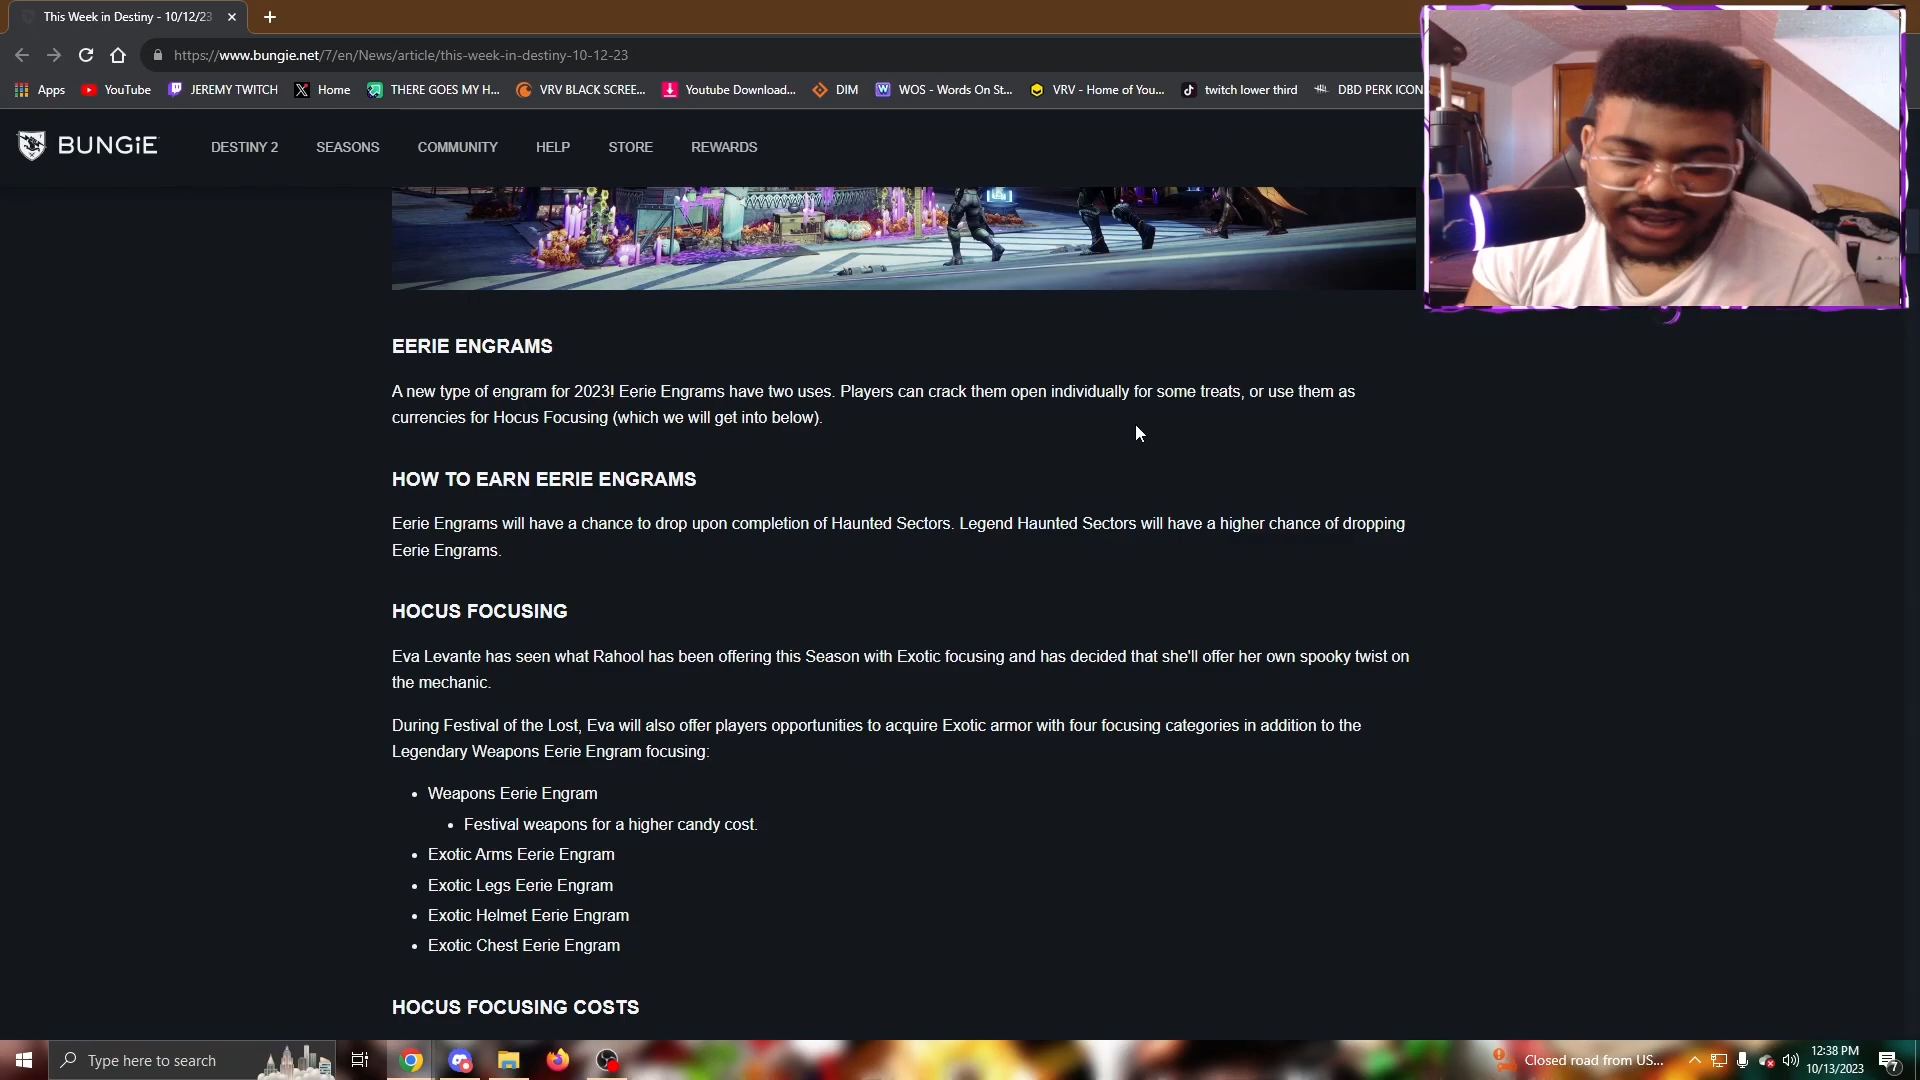 This Week in Destiny - 10/12/23
https://www.bungie.net/7/en/News/article/this-week-in-destiny-10-12-23
Apps YouTube JEREMY TWITCH Home THERE GOES MY H... VRV BLACK SCREE... Youtube Download... DIM WOS - Words On St... VRV - Home of You... twitch lower third DBD PERK ICON
BUNGIE DESTINY 2 SEASONS COMMUNITY HELP STORE REWARDS
EERIE ENGRAMS
A new type of engram for 2023! Eerie Engrams have two uses. Players can crack them open individually for some treats, or use them as
currencies for Hocus Focusing (which we will get into below).
HOW TO EARN EERIE ENGRAMS
Eerie Engrams will have a chance to drop upon completion of Haunted Sectors. Legend Haunted Sectors will have a higher chance of dropping
Eerie Engrams.
HOCUS FOCUSING
Eva Levante has seen what Rahool has been offering this Season with Exotic focusing and has decided that she'll offer her own spooky twist on
the mechanic.
During Festival of the Lost, Eva will also offer players opportunities to acquire Exotic armor with four focusing categories in addition to the
Legendary Weapons Eerie Engram focusing:
• Weapons Eerie Engram
• Festival weapons for a higher candy cost.
• Exotic Arms Eerie Engram
• Exotic Legs Eerie Engram
• Exotic Helmet Eerie Engram
• Exotic Chest Eerie Engram
HOCUS FOCUSING COSTS
Type here to search
Closed road from US...
12:38 PM
10/13/2023
7